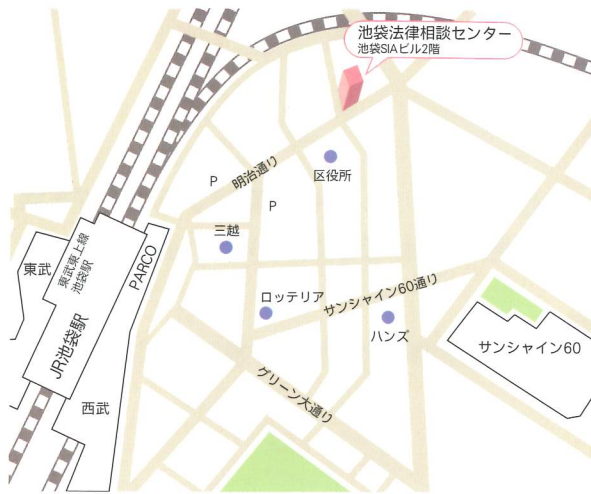 池袋法律相談センター
池袋SIAビル2階
明治通り
区役所
P
P
三越
東武
東武東上線
池袋駅
PARCO
JR池袋駅
西武
ロッテリア
サンシャイン60通り
ハンズ
サンシャイン60
グリーン大通り